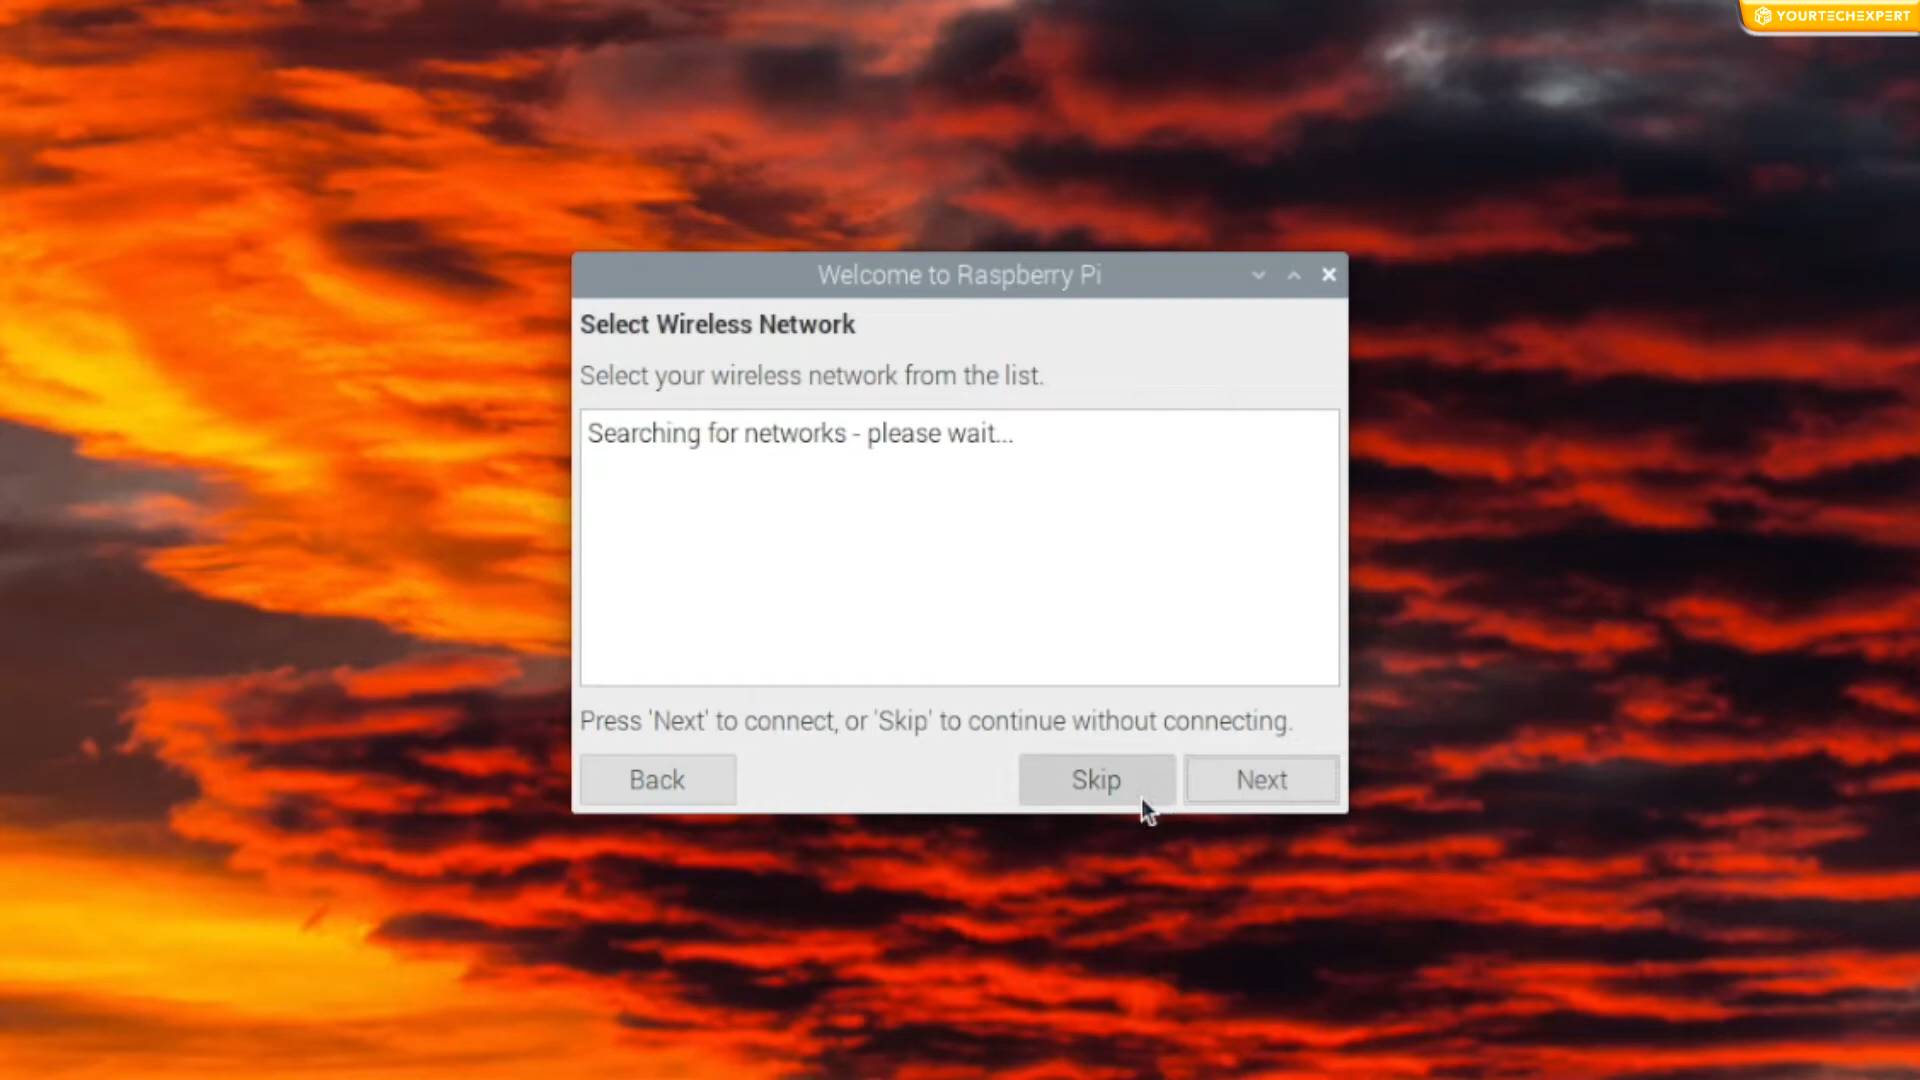 YOURTECHEXPERT
Welcome to Raspberry Pi
Select Wireless Network
Select your wireless network from the list.
Searching for networks - please wait...
Press 'Next' to connect, or 'Skip' to continue without connecting.
Back
Skip
Next